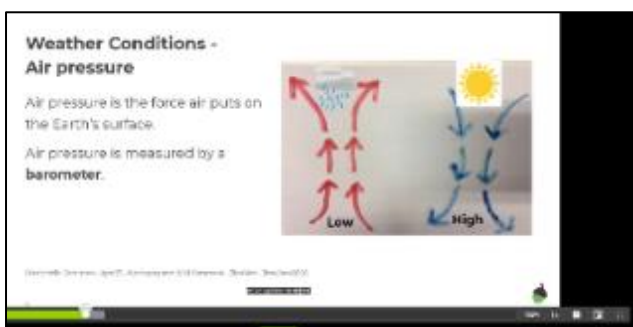 Weather Conditions -
Air pressure
Air pressure is the force air puts on
the Earth's surface.
Air pressure is measured by a
barometer.
Low
High